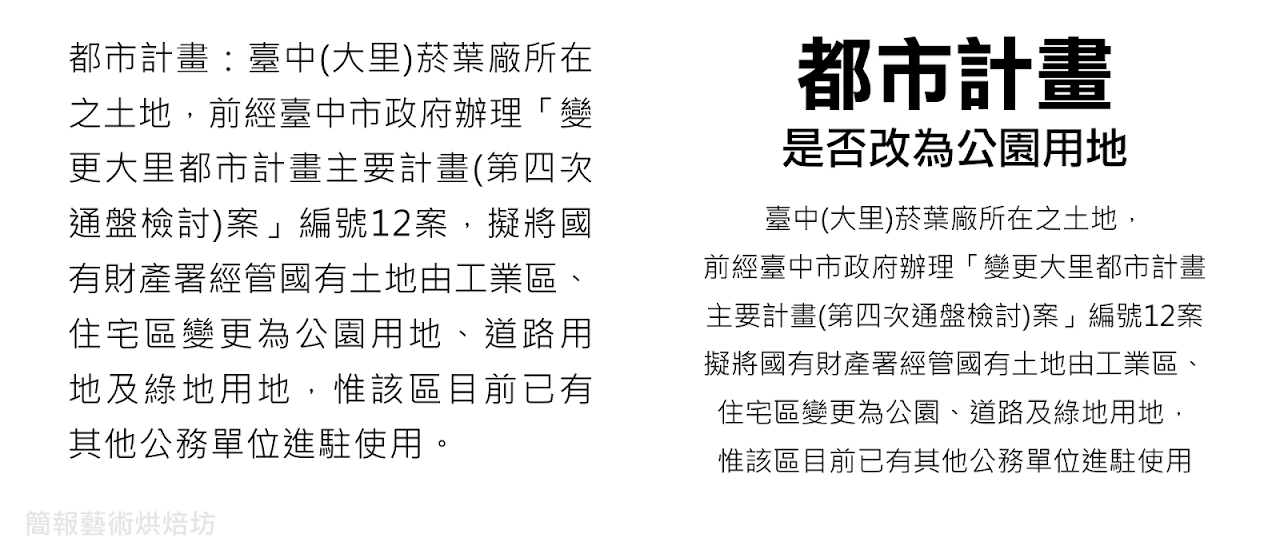 都市計畫：臺中(大里)菸葉廠所在
之土地，前經臺中市政府辦理「變
更大里都市計畫主要計畫(第四次
通盤檢討)案」編號12案，擬將國
有財產署經管國有土地由工業區、
住宅區變更為公園用地、道路用
地及綠地用地，惟該區目前已有
其他公務單位進駐使用。
都市計畫
是否改為公園用地
臺中(大里)菸葉廠所在之土地，
前經臺中市政府辦理「變更大里都市計畫
主要計畫(第四次通盤檢討)案」編號12案
擬將國有財產署經管國有土地由工業區、
住宅區變更為公園、道路及綠地用地，
惟該區目前已有其他公務單位進駐使用
簡報藝術烘焙坊